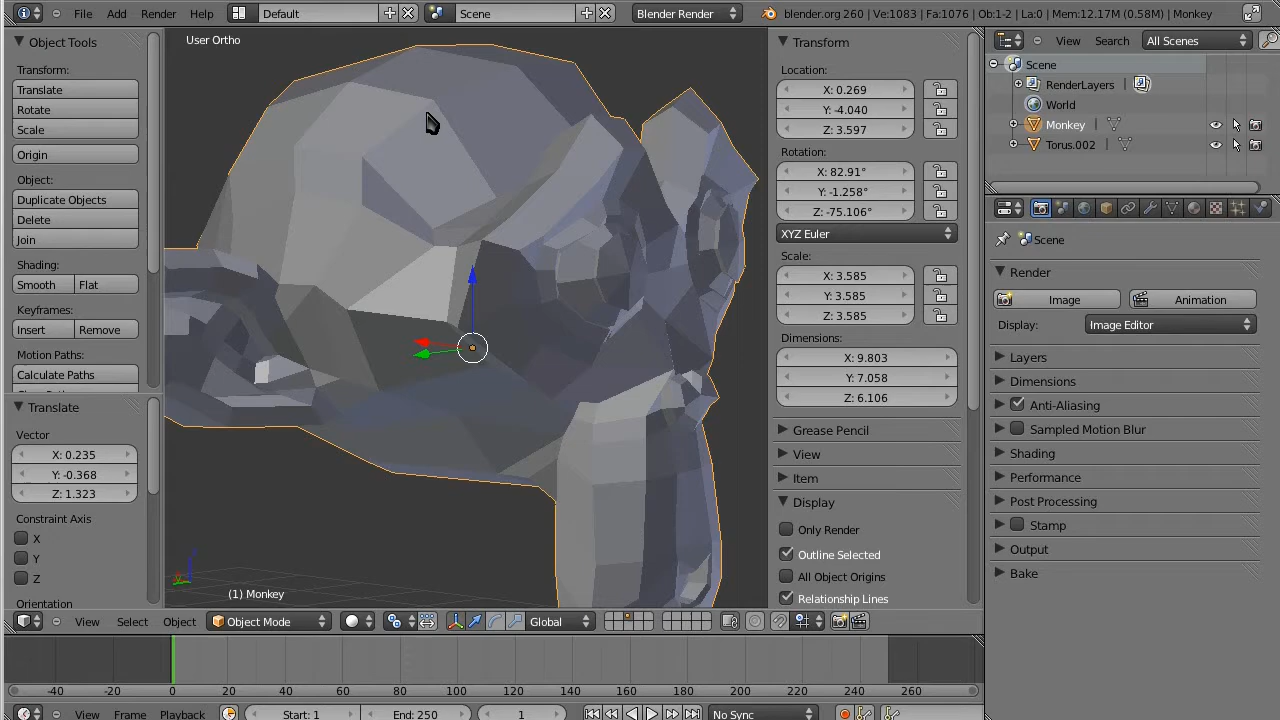 File Add Render Help Default Scene Blender Render blender.org 260 | Ve:1083 | Fa:1076 | Ob:1-2 | La:0 | Mem:12.17M (0.58M) | Monkey
Object Tools
Transform:
Translate
Rotate
Scale
Origin
Object:
Duplicate Objects
Delete
Join
Shading:
Smooth Flat
Keyframes:
Insert Remove
Motion Paths:
Calculate Paths
Translate
Vector
X: 0.235
Y: -0.368
Z: 1.323
Constraint Axis
X
Y
Z
Orientation
User Ortho
(1) Monkey
Transform
Location:
X: 0.269
Y: -4.040
Z: 3.597
Rotation:
X: 82.91°
Y: -1.258°
Z: -75.106°
XYZ Euler
Scale:
X: 3.585
Y: 3.585
Z: 3.585
Dimensions:
X: 9.803
Y: 7.058
Z: 6.106
Grease Pencil
View
Item
Display
Only Render
Outline Selected
All Object Origins
Relationship Lines
View Search All Scenes
Scene
RenderLayers
World
Monkey
Torus.002
Scene
Render
Image Animation
Display: Image Editor
Layers
Dimensions
Anti-Aliasing
Sampled Motion Blur
Shading
Performance
Post Processing
Stamp
Output
Bake
View Select Object Object Mode Global
-40 -20 0 20 40 60 80 100 120 140 160 180 200 220 240 260
View Frame Playback Start: 1 End: 250 1 No Sync